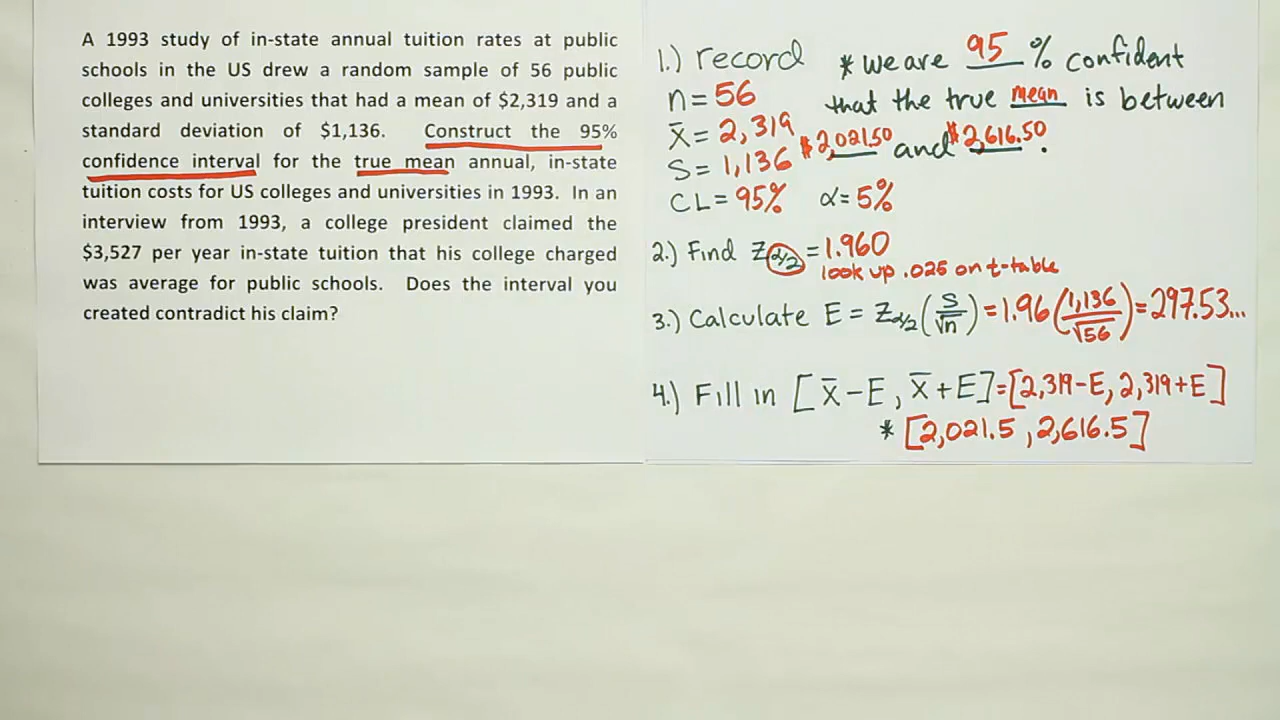 A 1993 study of in-state annual tuition rates at public
schools in the US drew a random sample of 56 public
colleges and universities that had a mean of $2,319 and a
standard deviation of $1,136. Construct the 95%
confidence interval for the true mean annual, in-state
tuition costs for US colleges and universities in 1993. In an
interview from 1993, a college president claimed the
$3,527 per year in-state tuition that his college charged
was average for public schools. Does the interval you
created contradict his claim?
1.) record
n = 56
x̄ = 2,319
S = 1,136
CL = 95% α = 5%
* we are 95 % confident
that the true mean is between
$2,021.50 and $2,616.50.
2.) Find Zα/2 = 1.960
look up .025 on t-table
3.) Calculate E = Zα/2 (S/√n) = 1.96 (1,136/√56) = 297.53...
4.) Fill in [x̄ - E, x̄ + E] = [2,319 - E, 2,319 + E]
* [2,021.5, 2,616.5]